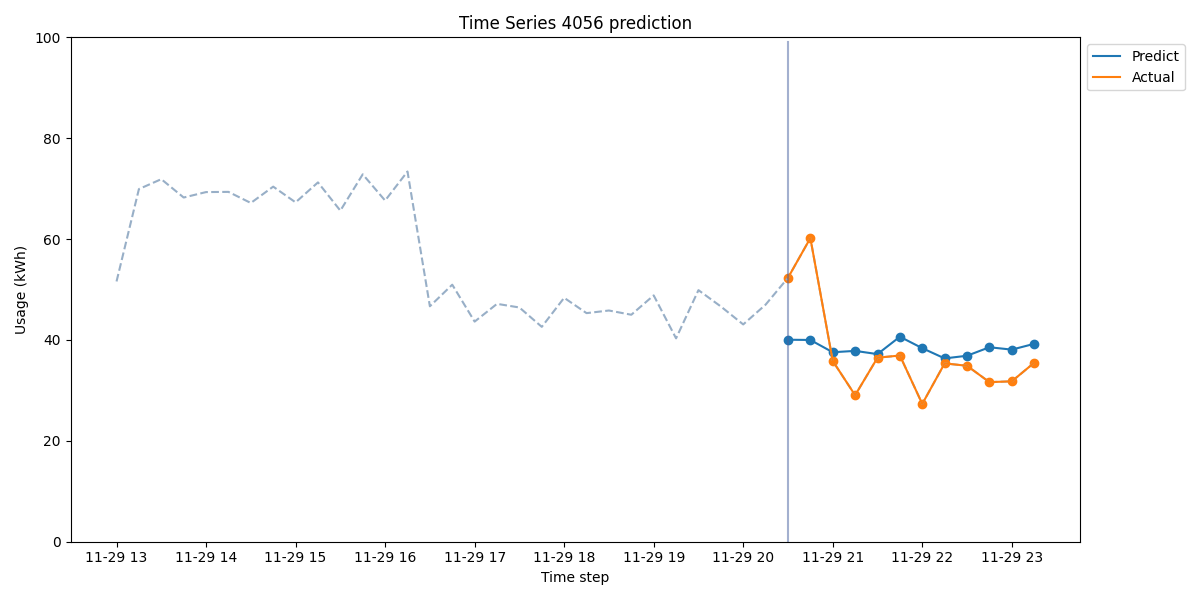 Time Series 4056 prediction
Predict
Actual
Usage (kWh)
100
80
60
40
20
0
11-29 13 11-29 14 11-29 15 11-29 16 11-29 17 11-29 18 11-29 19 11-29 20 11-29 21 11-29 22 11-29 23
Time step